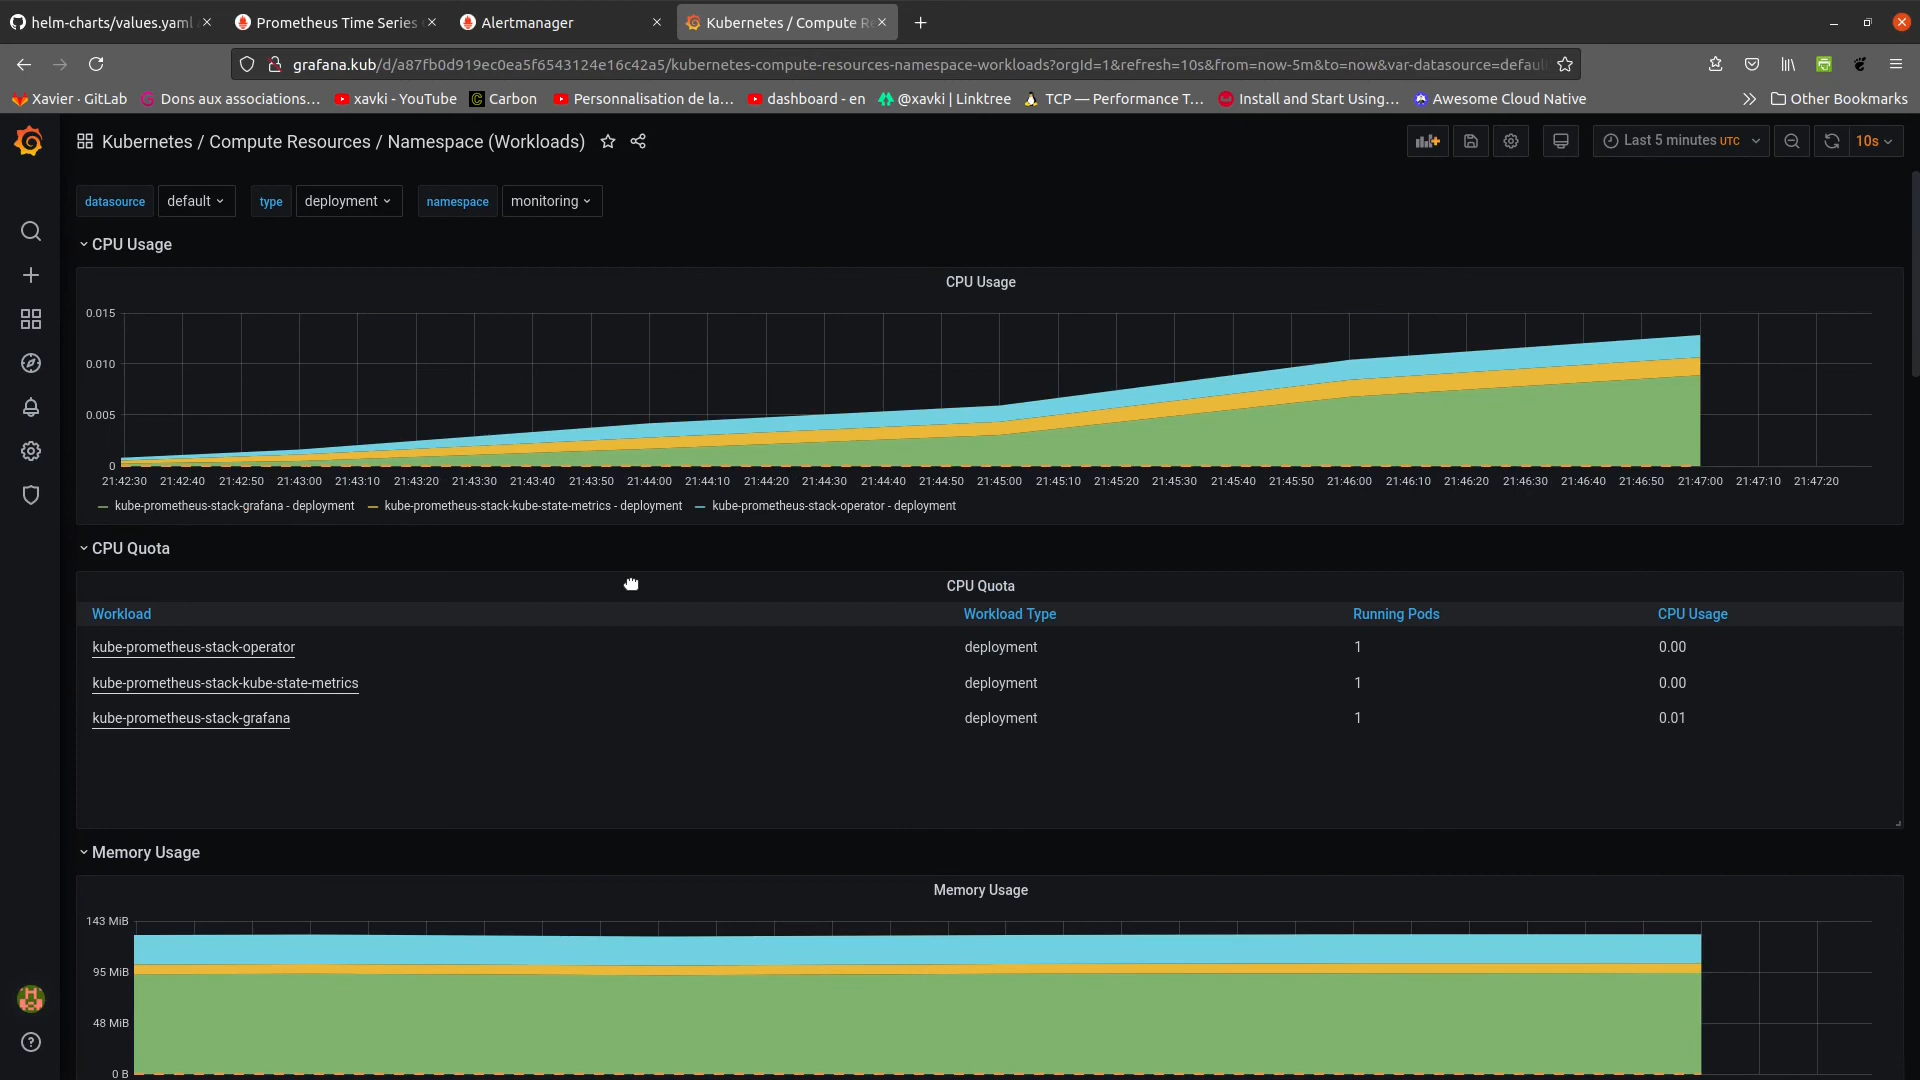 helm-charts/values.yaml
Prometheus Time Series
Alertmanager
Kubernetes / Compute R
grafana.kub/d/a87fb0d919ec0ea5f6543124e16c42a5/kubernetes-compute-resources-namespace-workloads?orgId=1&refresh=10s&from=now-5m&to=now&var-datasource=defaul
Xavier · GitLab
Dons aux associations…
xavki - YouTube
Carbon
Personnalisation de la…
dashboard - en
@xavki | Linktree
TCP — Performance T…
Install and Start Using…
Awesome Cloud Native
Other Bookmarks
Kubernetes / Compute Resources / Namespace (Workloads)
Last 5 minutes UTC
10s
datasource default type deployment namespace monitoring
CPU Usage
CPU Usage
0.015
0.010
0.005
0
21:42:30 21:42:40 21:42:50 21:43:00 21:43:10 21:43:20 21:43:30 21:43:40 21:43:50 21:44:00 21:44:10 21:44:20 21:44:30 21:44:40 21:44:50 21:45:00 21:45:10 21:45:20 21:45:30 21:45:40 21:45:50 21:46:00 21:46:10 21:46:20 21:46:30 21:46:40 21:46:50 21:47:00 21:47:10 21:47:20
kube-prometheus-stack-grafana - deployment kube-prometheus-stack-kube-state-metrics - deployment kube-prometheus-stack-operator - deployment
CPU Quota
CPU Quota
Workload Workload Type Running Pods CPU Usage
kube-prometheus-stack-operator deployment 1 0.00
kube-prometheus-stack-kube-state-metrics deployment 1 0.00
kube-prometheus-stack-grafana deployment 1 0.01
Memory Usage
Memory Usage
143 MiB
95 MiB
48 MiB
0 B